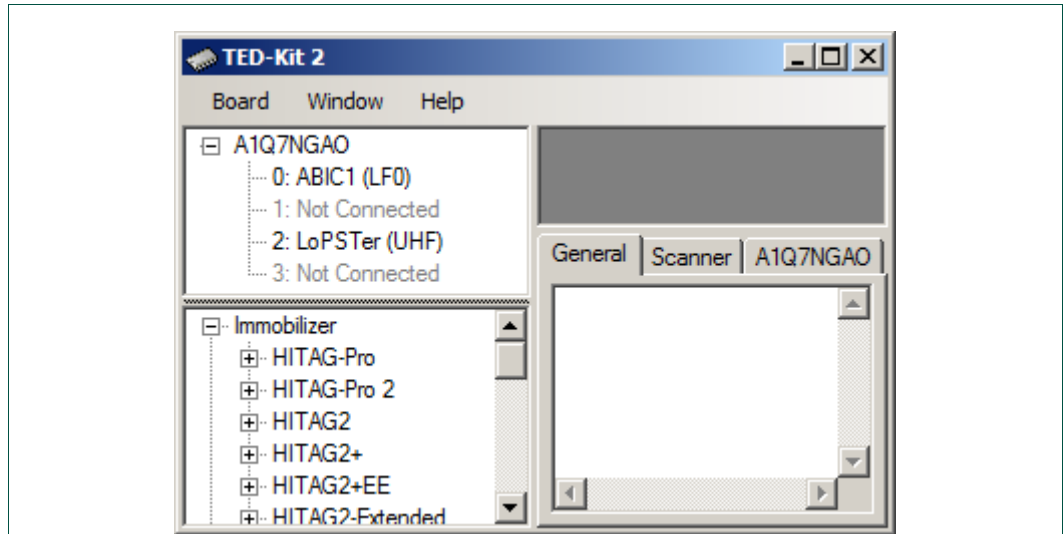 TED-Kit 2
Board Window Help
A1Q7NGAO
0: ABIC1 (LF0)
1: Not Connected
2: LoPSTer (UHF)
3: Not Connected
Immobilizer
HITAG-Pro
HITAG-Pro 2
HITAG2
HITAG2+
HITAG2+EE
HITAG2-Extended
General Scanner A1Q7NGAO